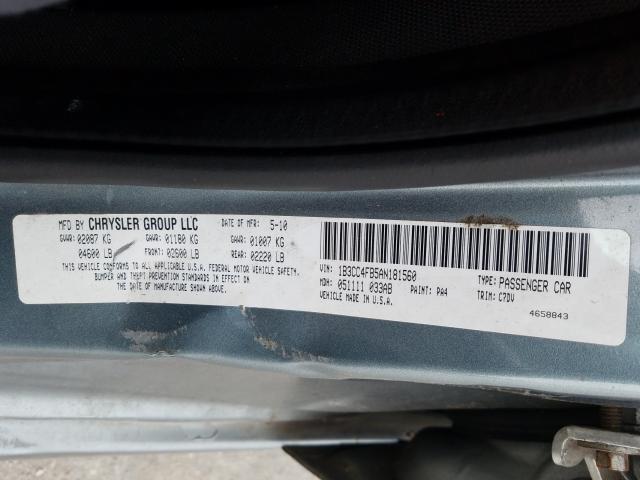 MFD BY CHRYSLER GROUP LLC DATE OF MFR: 5-10
GVWR: 02087 KG GAWR: 01180 KG GAWR: 01007 KG
04600 LB FRONT: 02600 LB REAR: 02220 LB
THIS VEHICLE CONFORMS TO ALL APPLICABLE U.S.A. FEDERAL MOTOR VEHICLE SAFETY,
BUMPER AND THEFT PREVENTION STANDARDS IN EFFECT ON
THE DATE OF MANUFACTURE SHOWN ABOVE.
VIN: 1B3CC4FB5AN181560 TYPE: PASSENGER CAR
MDH: 051111 033AB PAINT: PA4 TRIM: C7DV
VEHICLE MADE IN U.S.A.
4658843